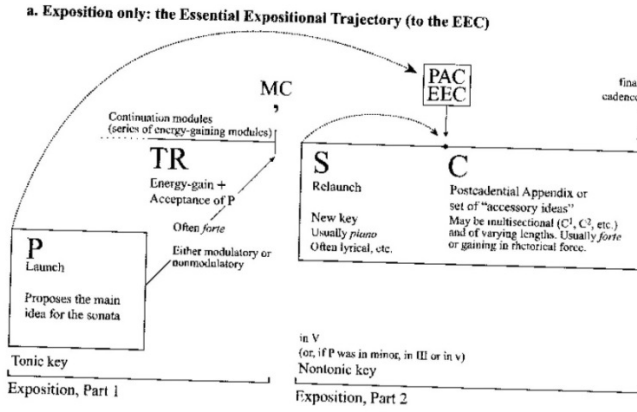 a. Exposition only: the Essential Expositional Trajectory (to the EEC)
PAC
EEC
fina
cadenc
MC
,
Continuation modules
(series of energy-gaining modules)
TR
Energy-gain +
Acceptance of P
Often forte
Either modulatory or
nonmodulatory
P
Launch
Proposes the main
idea for the sonata
S
Relaunch
New key
Usually piano
Often lyrical, etc.
C
Postcadential Appendix or
set of "accessory ideas"
May be multisectional (C¹, C², etc.)
and of varying lengths. Usually forte
or gaining in rhetorical force.
Tonic key
Exposition, Part 1
in V
(or, if P was in minor, in III or in v)
Nontonic key
Exposition, Part 2